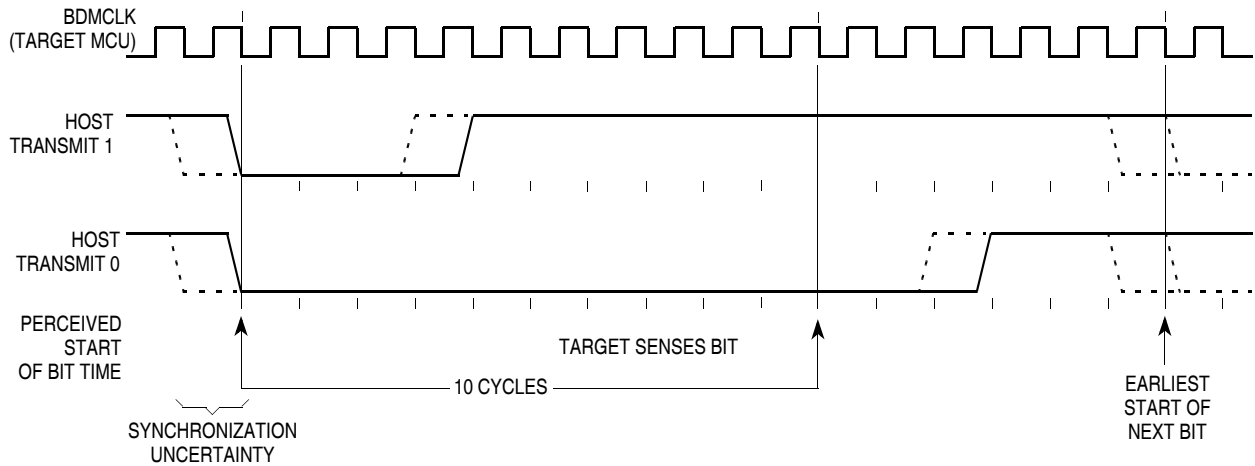 BDMCLK
(TARGET MCU)
HOST
TRANSMIT 1
HOST
TRANSMIT 0
PERCEIVED
START
OF BIT TIME
TARGET SENSES BIT
10 CYCLES
EARLIEST
START OF
NEXT BIT
SYNCHRONIZATION
UNCERTAINTY